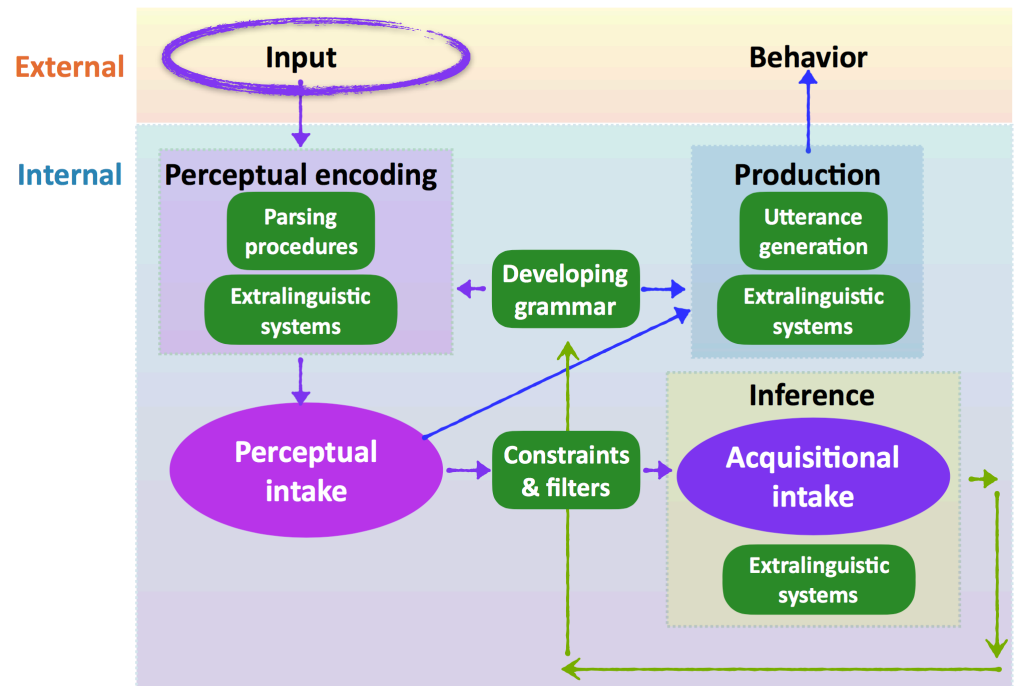 External
Input
Behavior
Internal
Perceptual encoding
Parsing
procedures
Extralinguistic
systems
Developing
grammar
Production
Utterance
generation
Extralinguistic
systems
Perceptual
intake
Constraints
& filters
Inference
Acquisitional
intake
Extralinguistic
systems